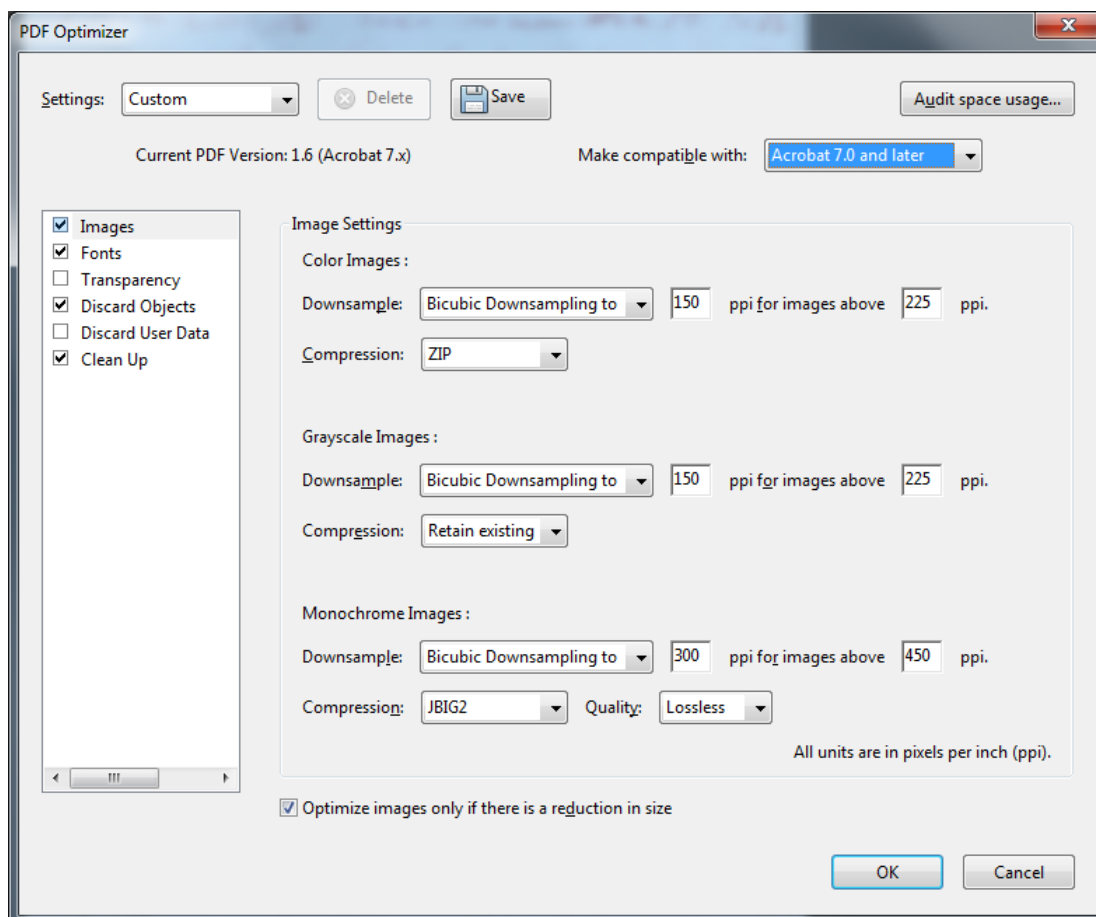 PDF Optimizer
Settings: Custom Delete Save Audit space usage...
Current PDF Version: 1.6 (Acrobat 7.x) Make compatible with: Acrobat 7.0 and later
Images
Fonts
Transparency
Discard Objects
Discard User Data
Clean Up
Image Settings
Color Images :
Downsample: Bicubic Downsampling to 150 ppi for images above 225 ppi.
Compression: ZIP
Grayscale Images :
Downsample: Bicubic Downsampling to 150 ppi for images above 225 ppi.
Compression: Retain existing
Monochrome Images :
Downsample: Bicubic Downsampling to 300 ppi for images above 450 ppi.
Compression: JBIG2 Quality: Lossless
All units are in pixels per inch (ppi).
Optimize images only if there is a reduction in size
OK Cancel